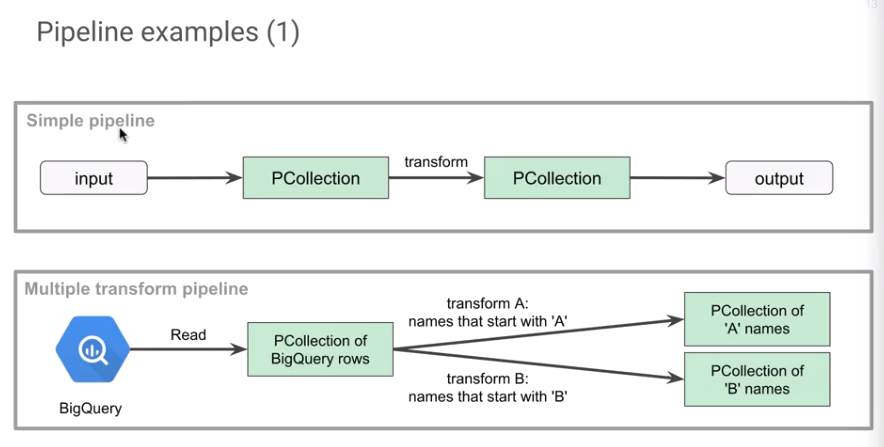 13
Pipeline examples (1)
Simple pipeline
input
PCollection
transform
PCollection
output
Multiple transform pipeline
BigQuery
Read
PCollection of
BigQuery rows
transform A:
names that start with 'A'
transform B:
names that start with 'B'
PCollection of
'A' names
PCollection of
'B' names